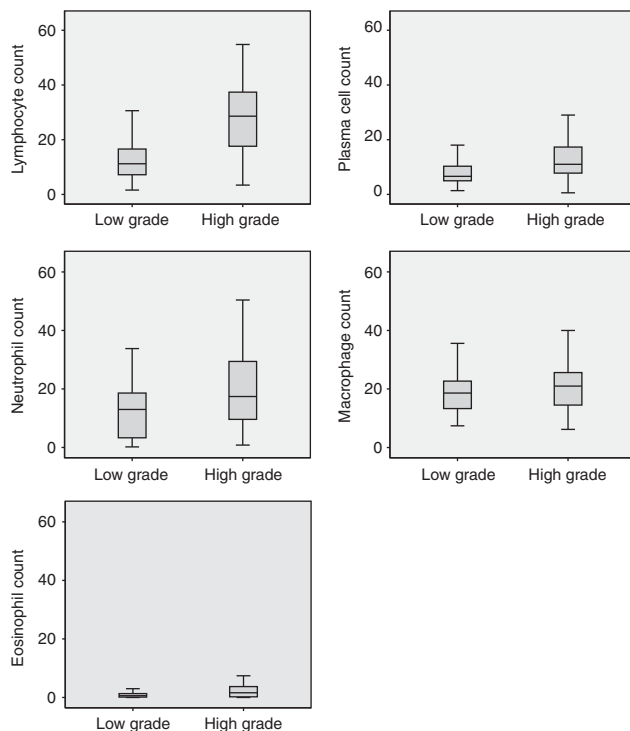 Lymphocyte count
60
40
20
0
Low grade High grade
Plasma cell count
60
40
20
0
Low grade High grade
Neutrophil count
60
40
20
0
Low grade High grade
Macrophage count
60
40
20
0
Low grade High grade
Eosinophil count
60
40
20
0
Low grade High grade